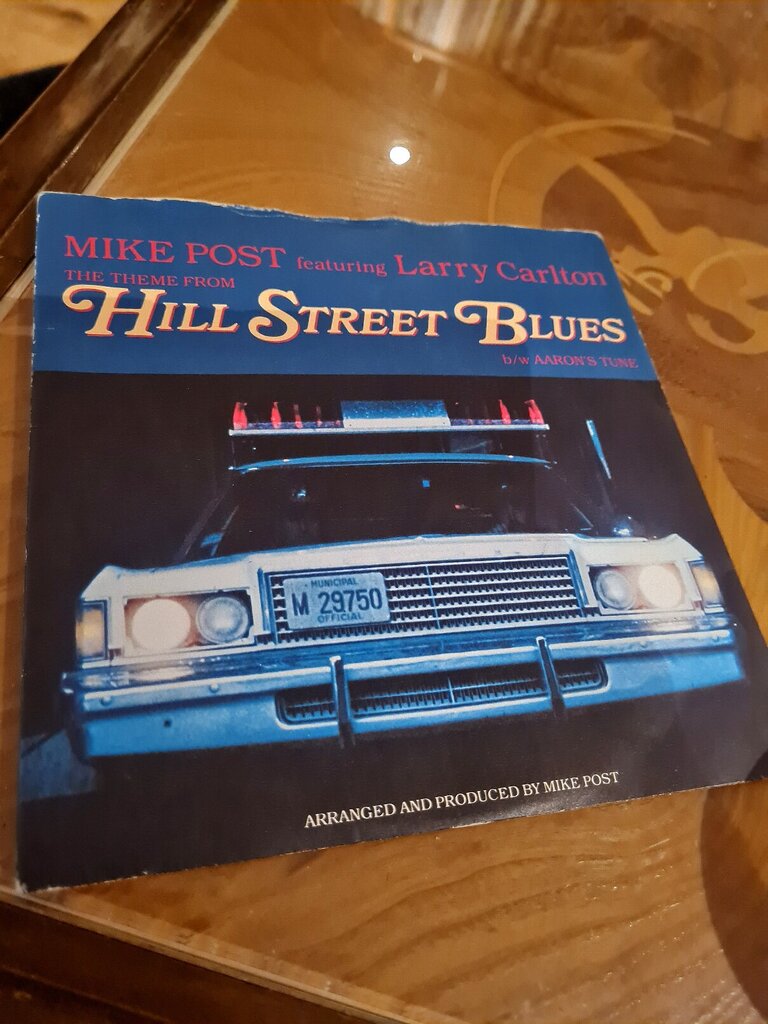 MIKE POST featuring Larry Carlton
THE THEME FROM
HILL STREET BLUES
b/w AARON'S TUNE
MUNICIPAL
M 29750
OFFICIAL
ARRANGED AND PRODUCED BY MIKE POST